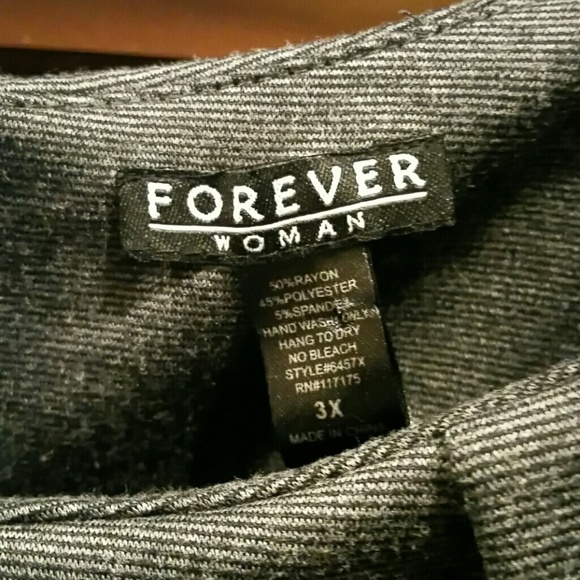 FOREVER
WOMAN
50%RAYON
45%POLYESTER
5%SPANDEX
HAND WASH ONLY
HANG TO DRY
NO BLEACH
STYLE#6457X
RN#117175
3X
MADE IN CHINA